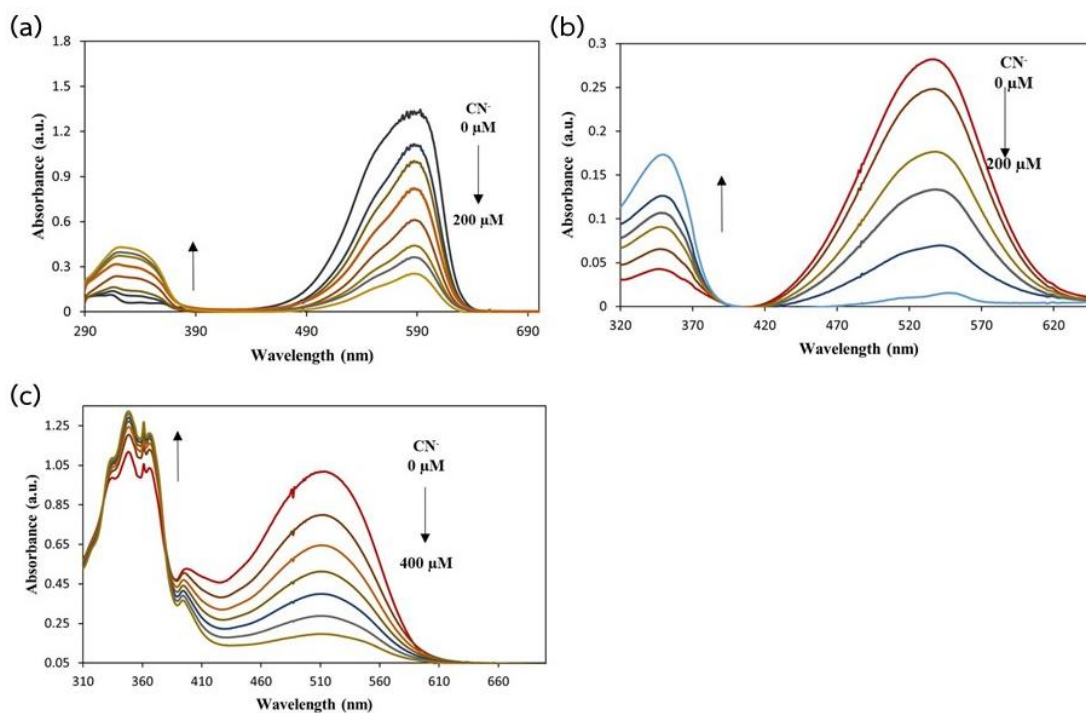 (a)
1.8
1.5
1.2
0.9
0.6
0.3
0
Absorbance (a.u.)
290 390 490 590 690
Wavelength (nm)
CN-
0 µM
200 µM
(b)
0.3
0.25
0.2
0.15
0.1
0.05
0
Absorbance (a.u.)
320 370 420 470 520 570 620
Wavelength (nm)
CN-
0 µM
200 µM
(c)
1.25
1.05
0.85
0.65
0.45
0.25
0.05
Absorbance (a.u.)
310 360 410 460 510 560 610 660
Wavelength (nm)
CN-
0 µM
400 µM